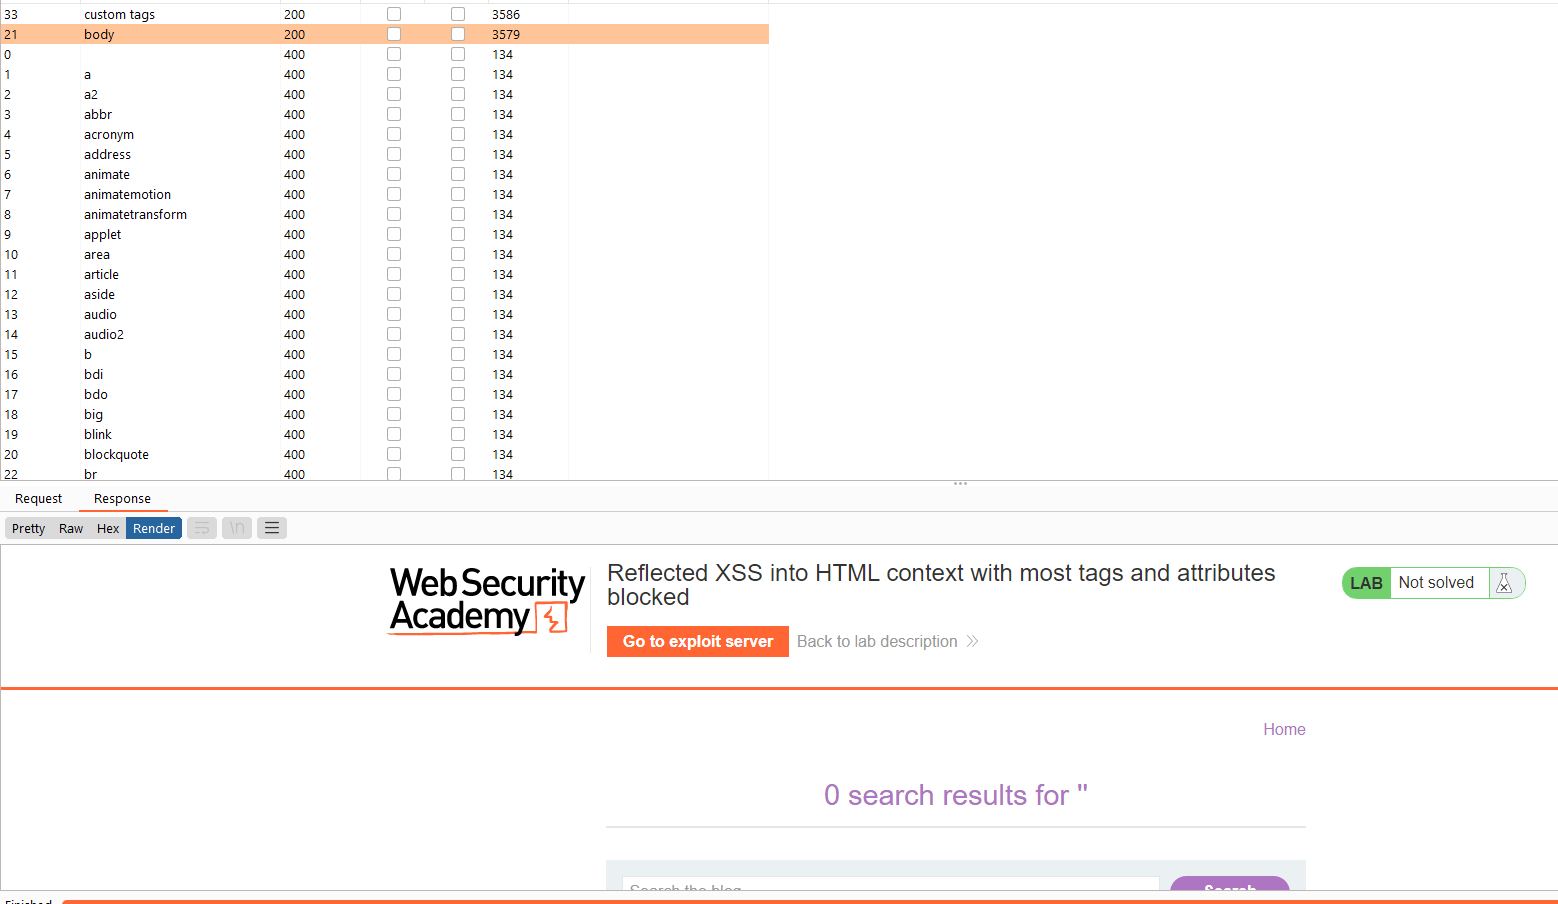 33 custom tags 200 3586
21 body 200 3579
0 400 134
1 a 400 134
2 a2 400 134
3 abbr 400 134
4 acronym 400 134
5 address 400 134
6 animate 400 134
7 animatemotion 400 134
8 animatetransform 400 134
9 applet 400 134
10 area 400 134
11 article 400 134
12 aside 400 134
13 audio 400 134
14 audio2 400 134
15 b 400 134
16 bdi 400 134
17 bdo 400 134
18 big 400 134
19 blink 400 134
20 blockquote 400 134
22 br 400 134
Request Response
Pretty Raw Hex Render \n
Web Security
Academy
Reflected XSS into HTML context with most tags and attributes
blocked
LAB Not solved
Go to exploit server Back to lab description
Home
0 search results for ''
Search the blog... Search
Finished